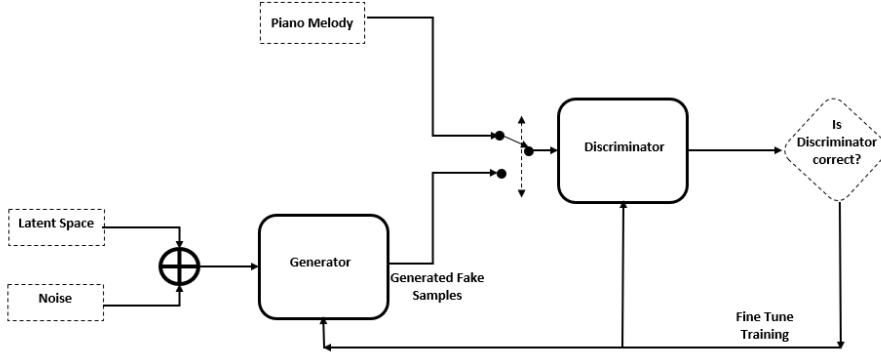 Piano Melody
Is
Discriminator
correct?
Discriminator
Latent Space
Generator
Generated Fake
Samples
Noise
Fine Tune
Training